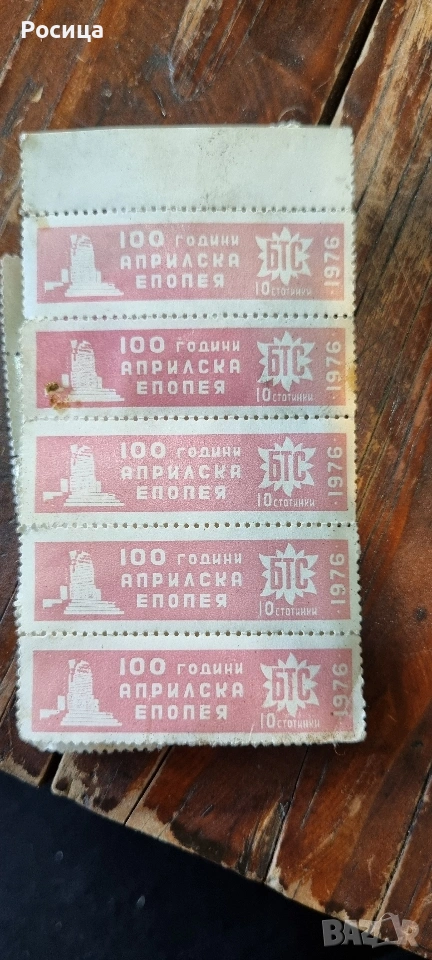 Росица
100 години
АПРИЛСКА
ЕПОПЕЯ
БТС
10 стотинки
·1976·
100 години
АПРИЛСКА
ЕПОПЕЯ
БТС
10 стотинки
·1976·
100 години
АПРИЛСКА
ЕПОПЕЯ
БТС
10 стотинки
·1976·
100 години
АПРИЛСКА
ЕПОПЕЯ
БТС
10 стотинки
·1976·
100 години
АПРИЛСКА
ЕПОПЕЯ
БТС
10 стотинки
·1976·
BAZAR